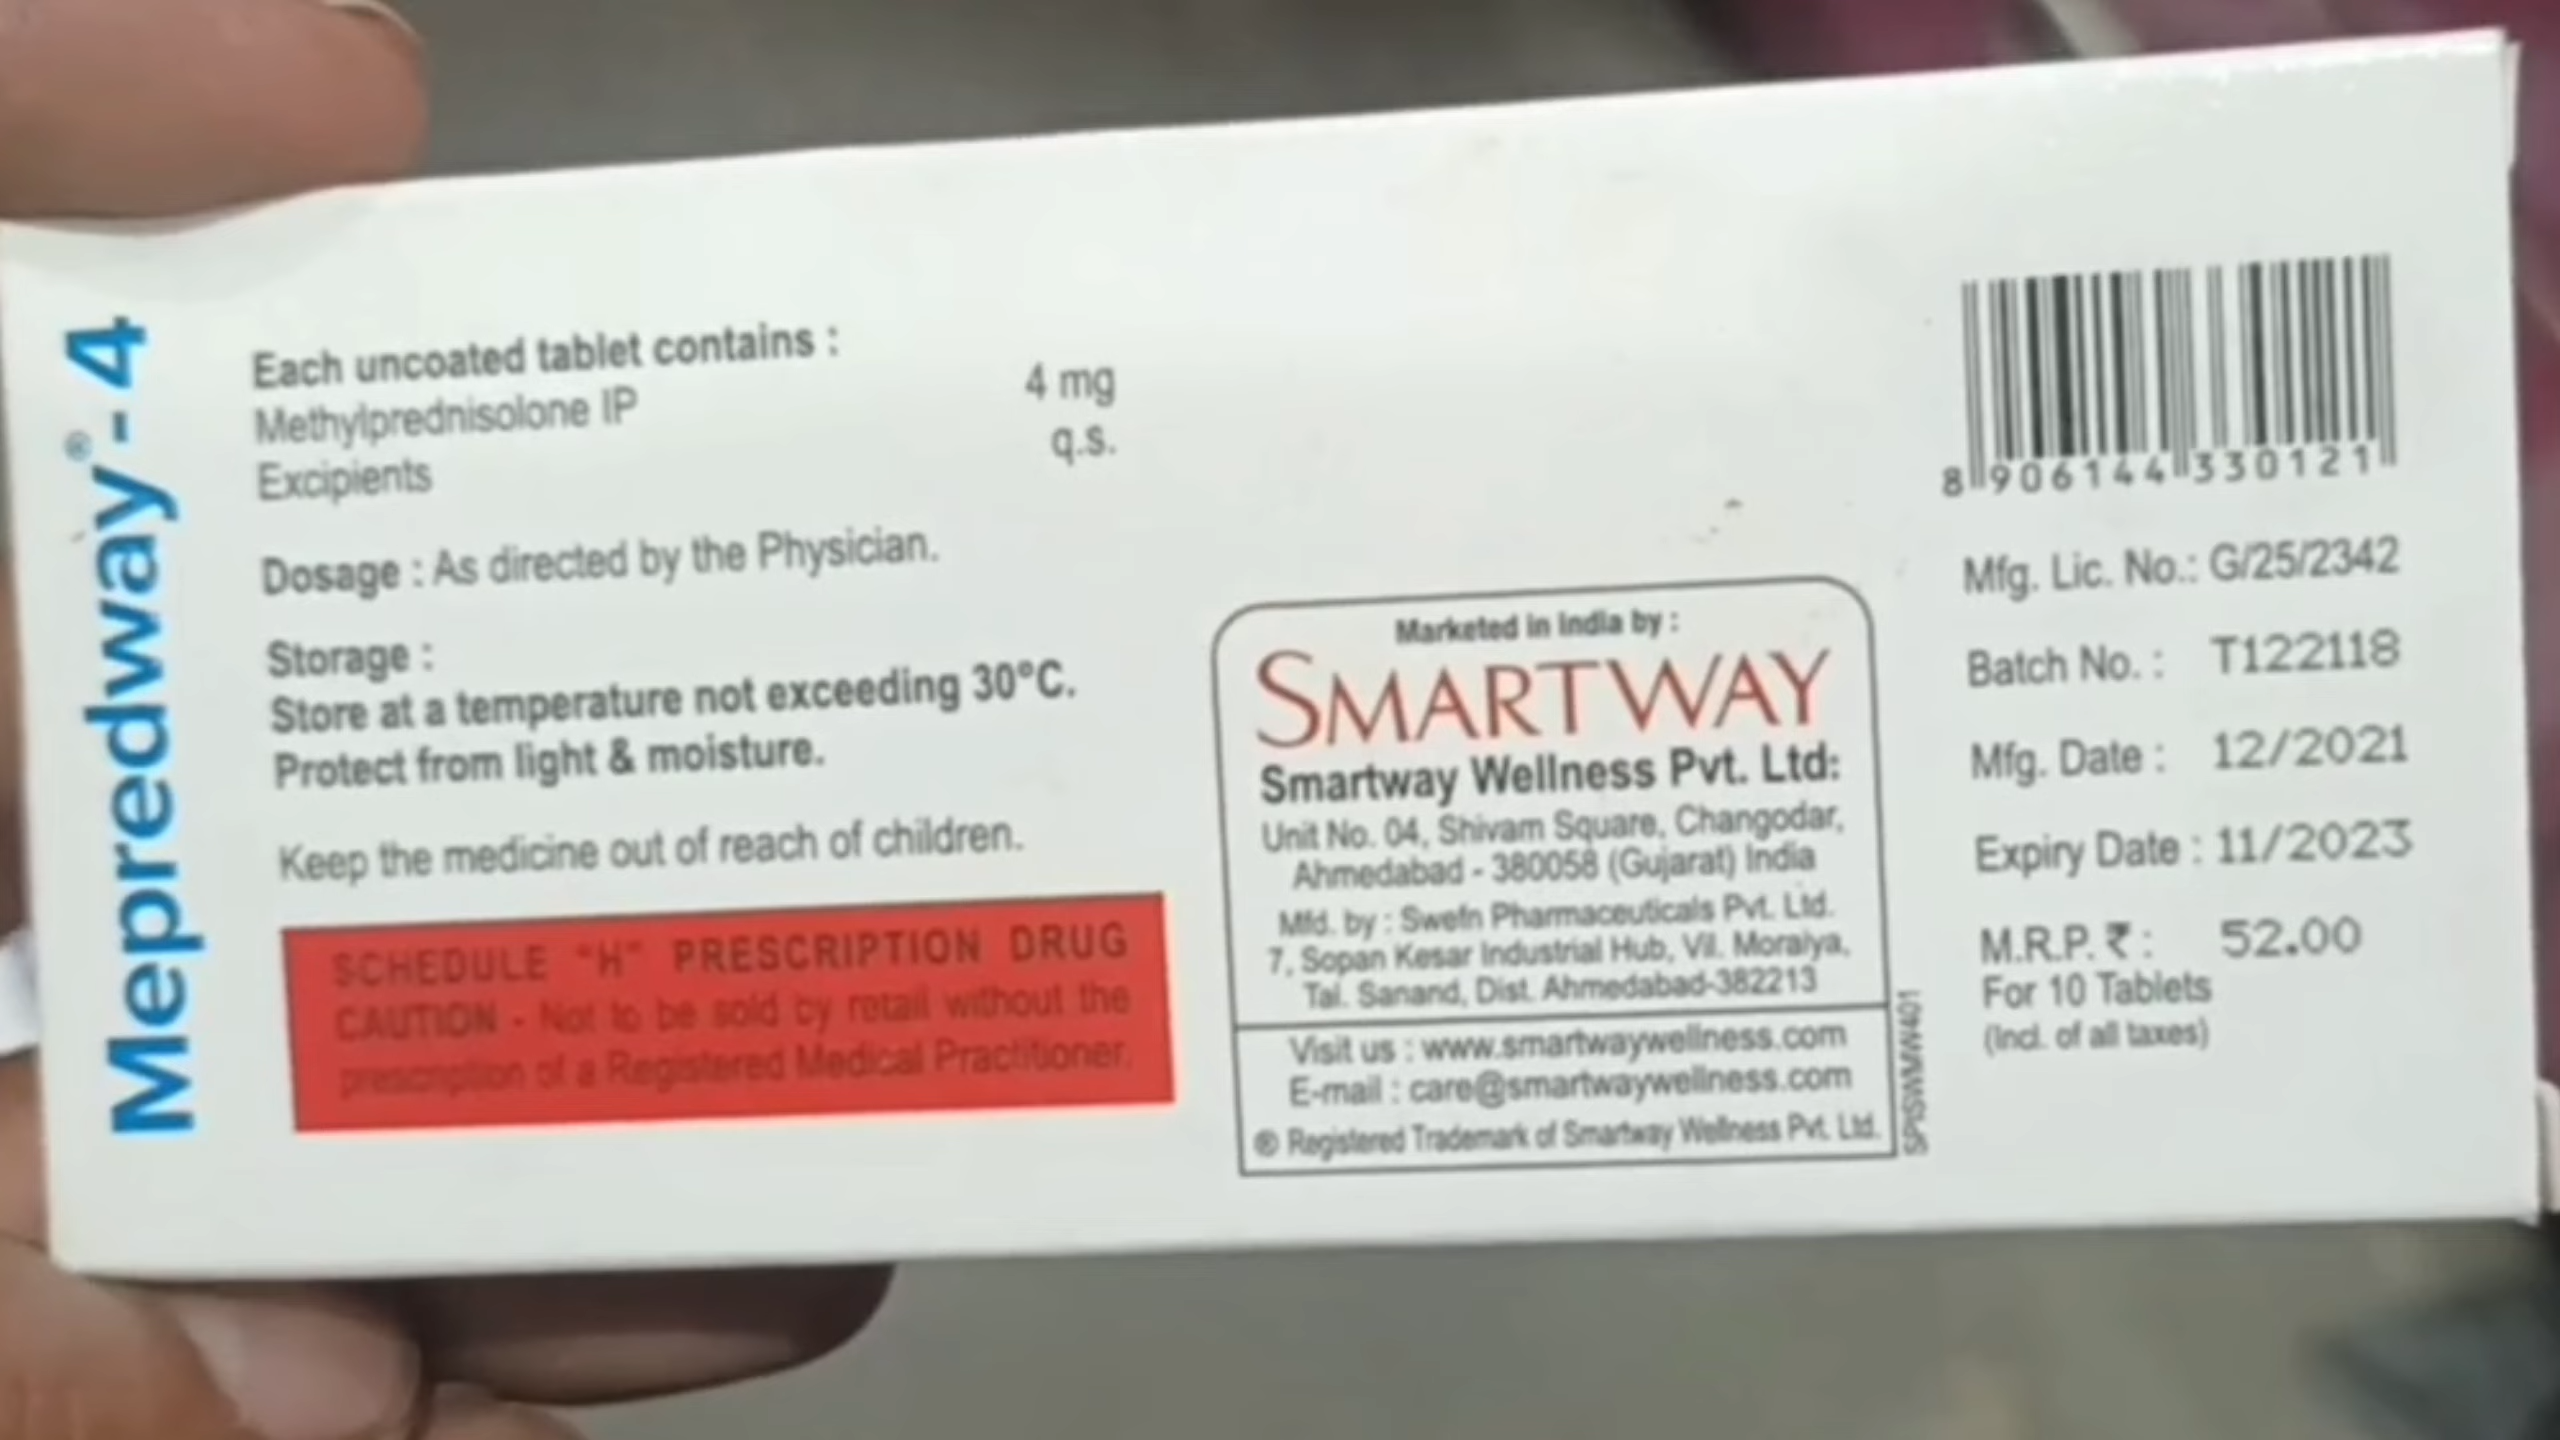 Mepredway®-4
Each uncoated tablet contains :
Methylprednisolone IP 4 mg
Excipients q.s.
Dosage : As directed by the Physician.
Storage :
Store at a temperature not exceeding 30°C.
Protect from light & moisture.
Keep the medicine out of reach of children.
SCHEDULE "H" PRESCRIPTION DRUG
CAUTION - Not to be sold by retail without the
prescription of a Registered Medical Practitioner.
Marketed in India by :
SMARTWAY
Smartway Wellness Pvt. Ltd:
Unit No. 04, Shivam Square, Changodar,
Ahmedabad - 380058 (Gujarat) India
Mfd. by : Swefn Pharmaceuticals Pvt. Ltd.
7, Sopan Kesar Industrial Hub, Vil. Moraiya,
Tal. Sanand, Dist. Ahmedabad-382213
Visit us : www.smartwaywellness.com
E-mail : care@smartwaywellness.com
® Registered Trademark of Smartway Wellness Pvt. Ltd.
SPISWMW401
8 906144 330121
Mfg. Lic. No.: G/25/2342
Batch No. : T122118
Mfg. Date : 12/2021
Expiry Date : 11/2023
M.R.P. ₹ : 52.00
For 10 Tablets
(Incl. of all taxes)